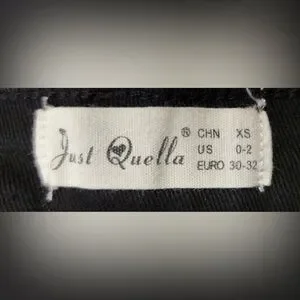 Just Quella ®
CHN XS
US 0-2
EURO 30-32